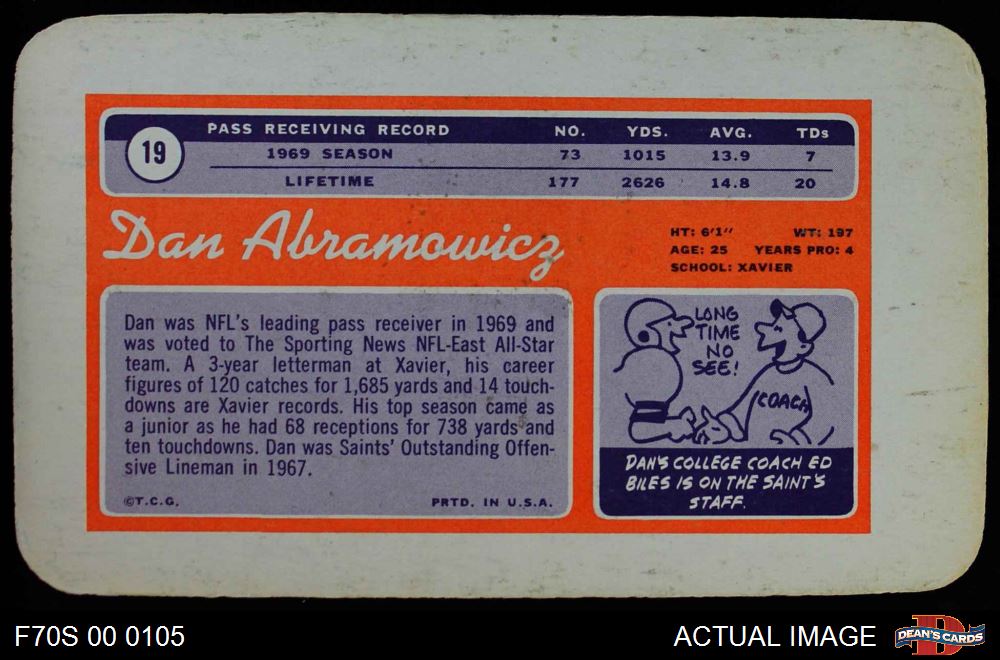 19
PASS RECEIVING RECORD NO. YDS. AVG. TDs
1969 SEASON 73 1015 13.9 7
LIFETIME 177 2626 14.8 20
Dan Abramowicz
HT: 6'1" WT: 197
AGE: 25 YEARS PRO: 4
SCHOOL: XAVIER
Dan was NFL's leading pass receiver in 1969 and
was voted to The Sporting News NFL-East All-Star
team. A 3-year letterman at Xavier, his career
figures of 120 catches for 1,685 yards and 14 touch-
downs are Xavier records. His top season came as
a junior as he had 68 receptions for 738 yards and
ten touchdowns. Dan was Saints' Outstanding Offen-
sive Lineman in 1967.
©T.C.G. PRTD. IN U.S.A.
LONG
TIME
NO
SEE!
COACH
DAN'S COLLEGE COACH ED
BILES IS ON THE SAINT'S
STAFF.
F70S 00 0105
ACTUAL IMAGE
D
DEAN'S CARDS